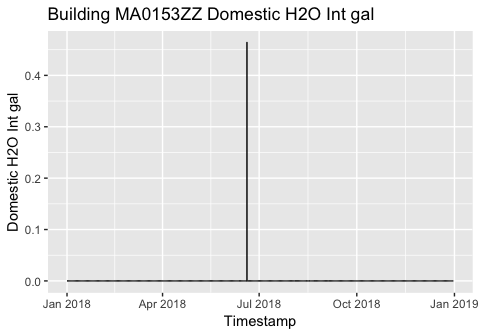 Building MA0153ZZ Domestic H2O Int gal
Domestic H2O Int gal
0.4
0.3
0.2
0.1
0.0
Jan 2018
Apr 2018
Jul 2018
Oct 2018
Jan 2019
Timestamp